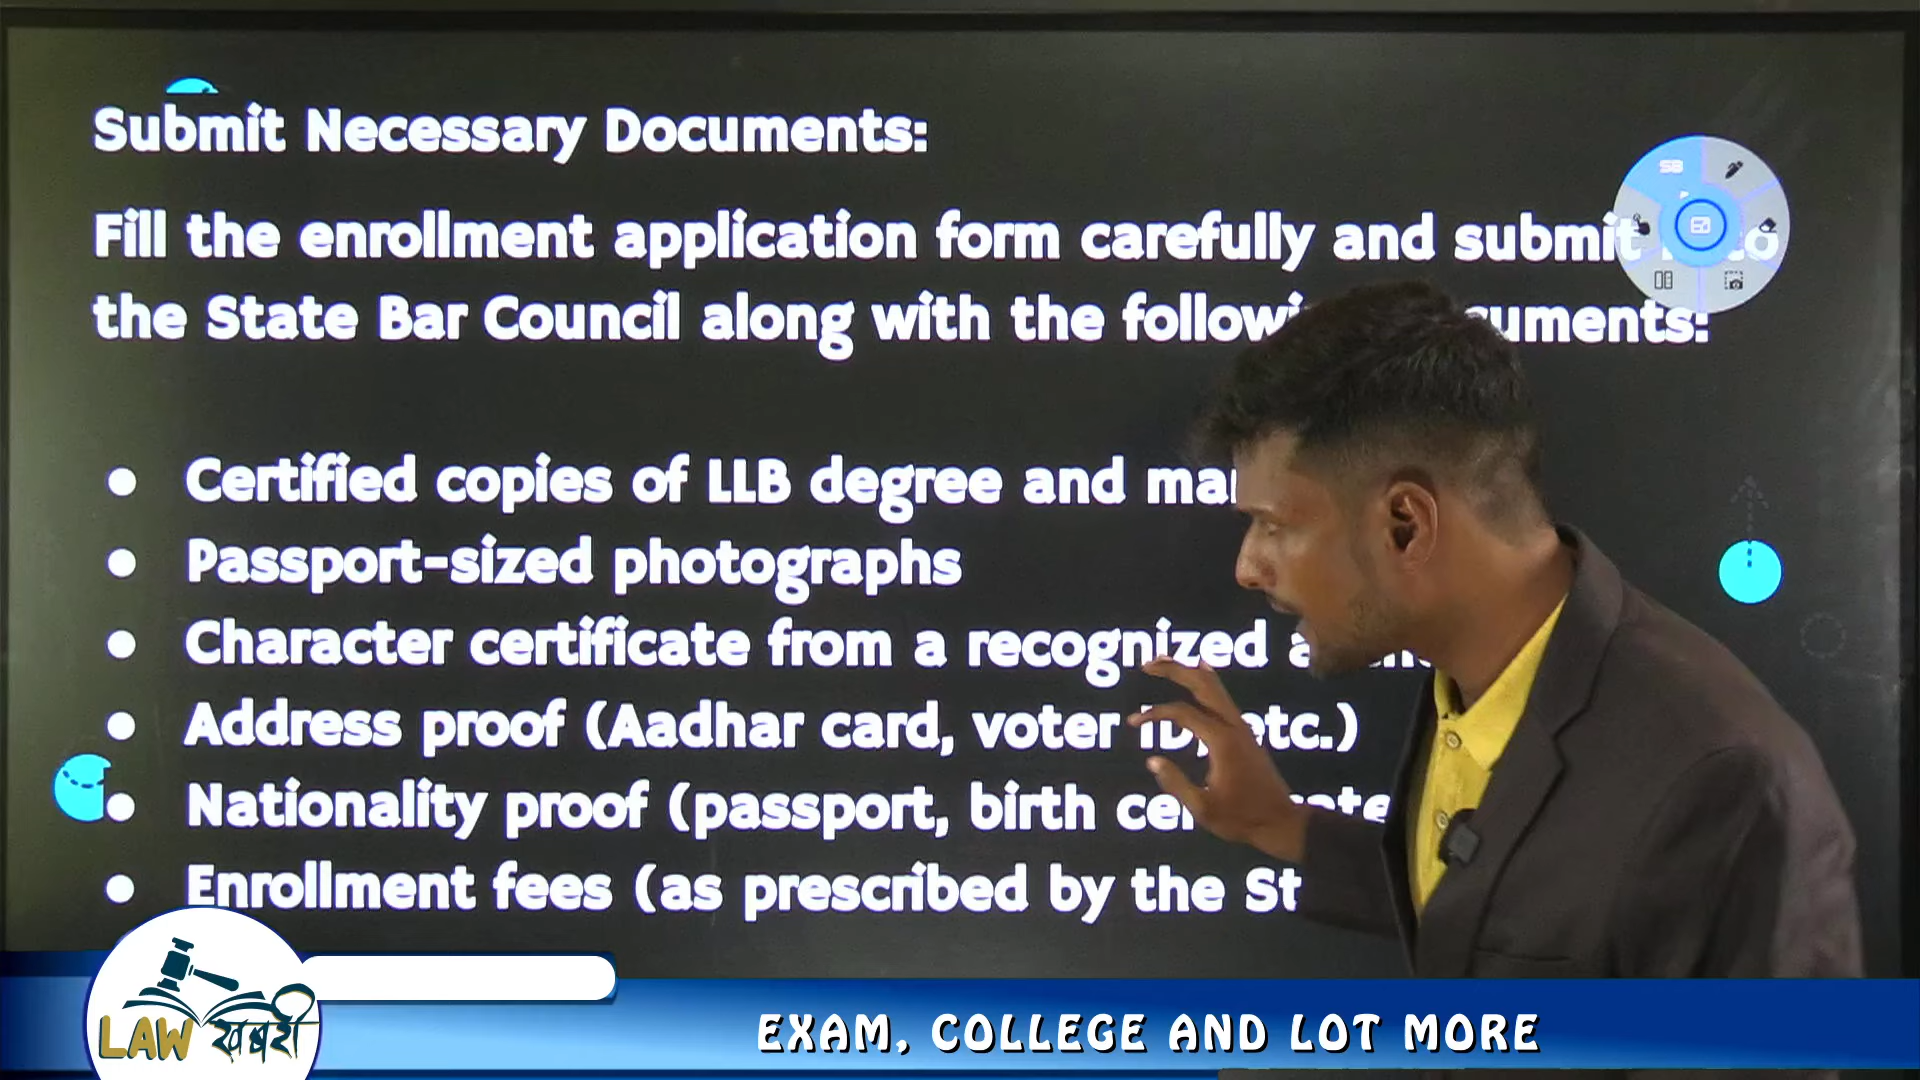 Submit Necessary Documents:
Fill the enrollment application form carefully and submit to
the State Bar Council along with the
Certified copies of LLB degree and
Passport-sized photographs
Character certificate from a recognized
Address proof (Aadhar card, voter ID, etc.)
Nationality proof (passport, birth
Enrollment fees (as prescribed by the
LAW खबरी
EXAM, COLLEGE AND LOT MORE